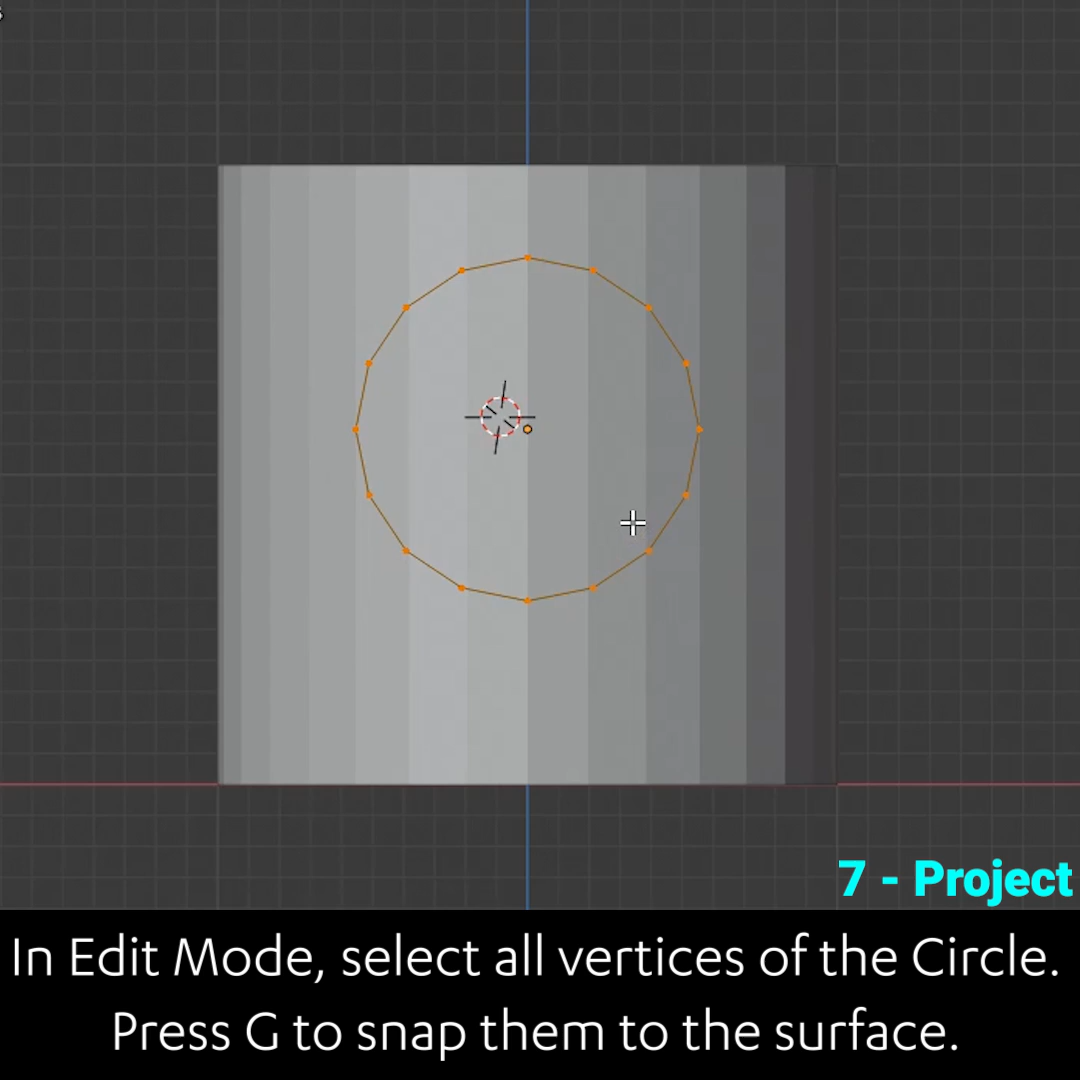 7 - Project
In Edit Mode, select all vertices of the Circle.
Press G to snap them to the surface.